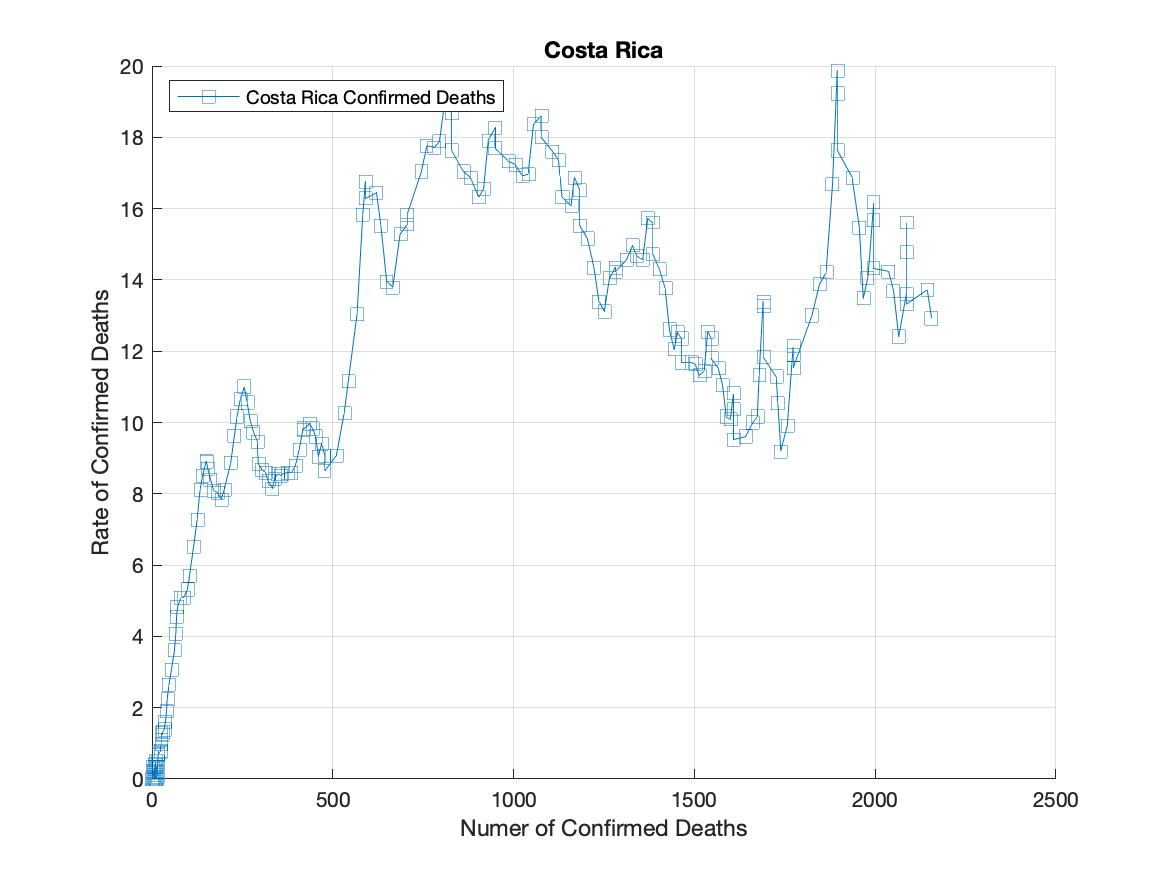 Costa Rica
Costa Rica Confirmed Deaths
20
18
16
14
12
10
8
6
4
2
0
Rate of Confirmed Deaths
0 500 1000 1500 2000 2500
Numer of Confirmed Deaths